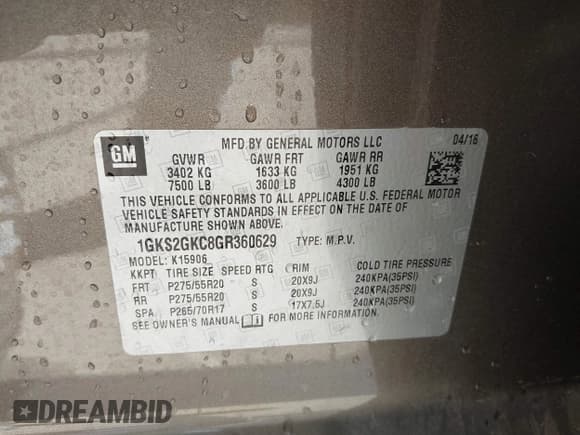 GM
MFD BY GENERAL MOTORS LLC 04/16
GVWR GAWR FRT GAWR RR
3402 KG 1633 KG 1951 KG
7500 LB 3600 LB 4300 LB
THIS VEHICLE CONFORMS TO ALL APPLICABLE U.S. FEDERAL MOTOR
VEHICLE SAFETY STANDARDS IN EFFECT ON THE DATE OF
MANUFACTURE SHOWN ABOVE.
1GKS2GKC8GR360629 TYPE: M.P.V.
MODEL: K15906
KKPT TIRE SIZE SPEED RTG RIM COLD TIRE PRESSURE
FRT P275/55R20 S 20X9J 240KPA(35PSI)
RR P275/55R20 S 20X9J 240KPA(35PSI)
SPA P265/70R17 S 17X7.5J 240KPA(35PSI)
SEE OWNER'S MANUAL FOR MORE INFORMATION.
DREAMBID